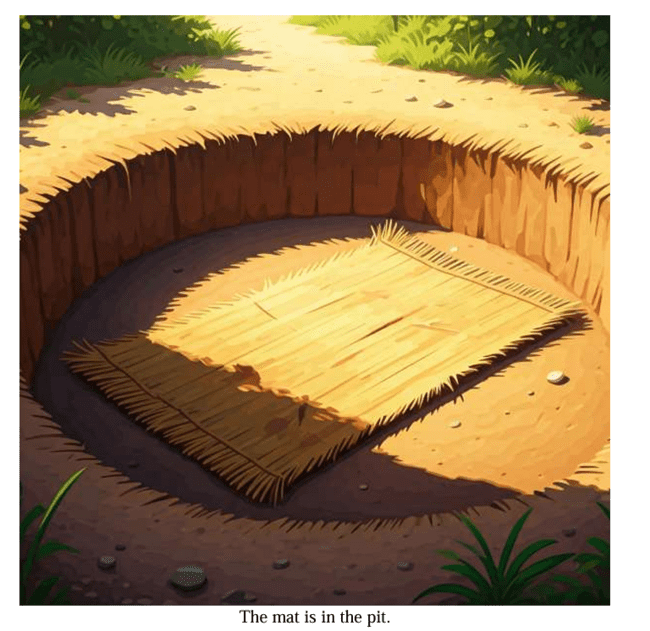 The mat is in the pit.